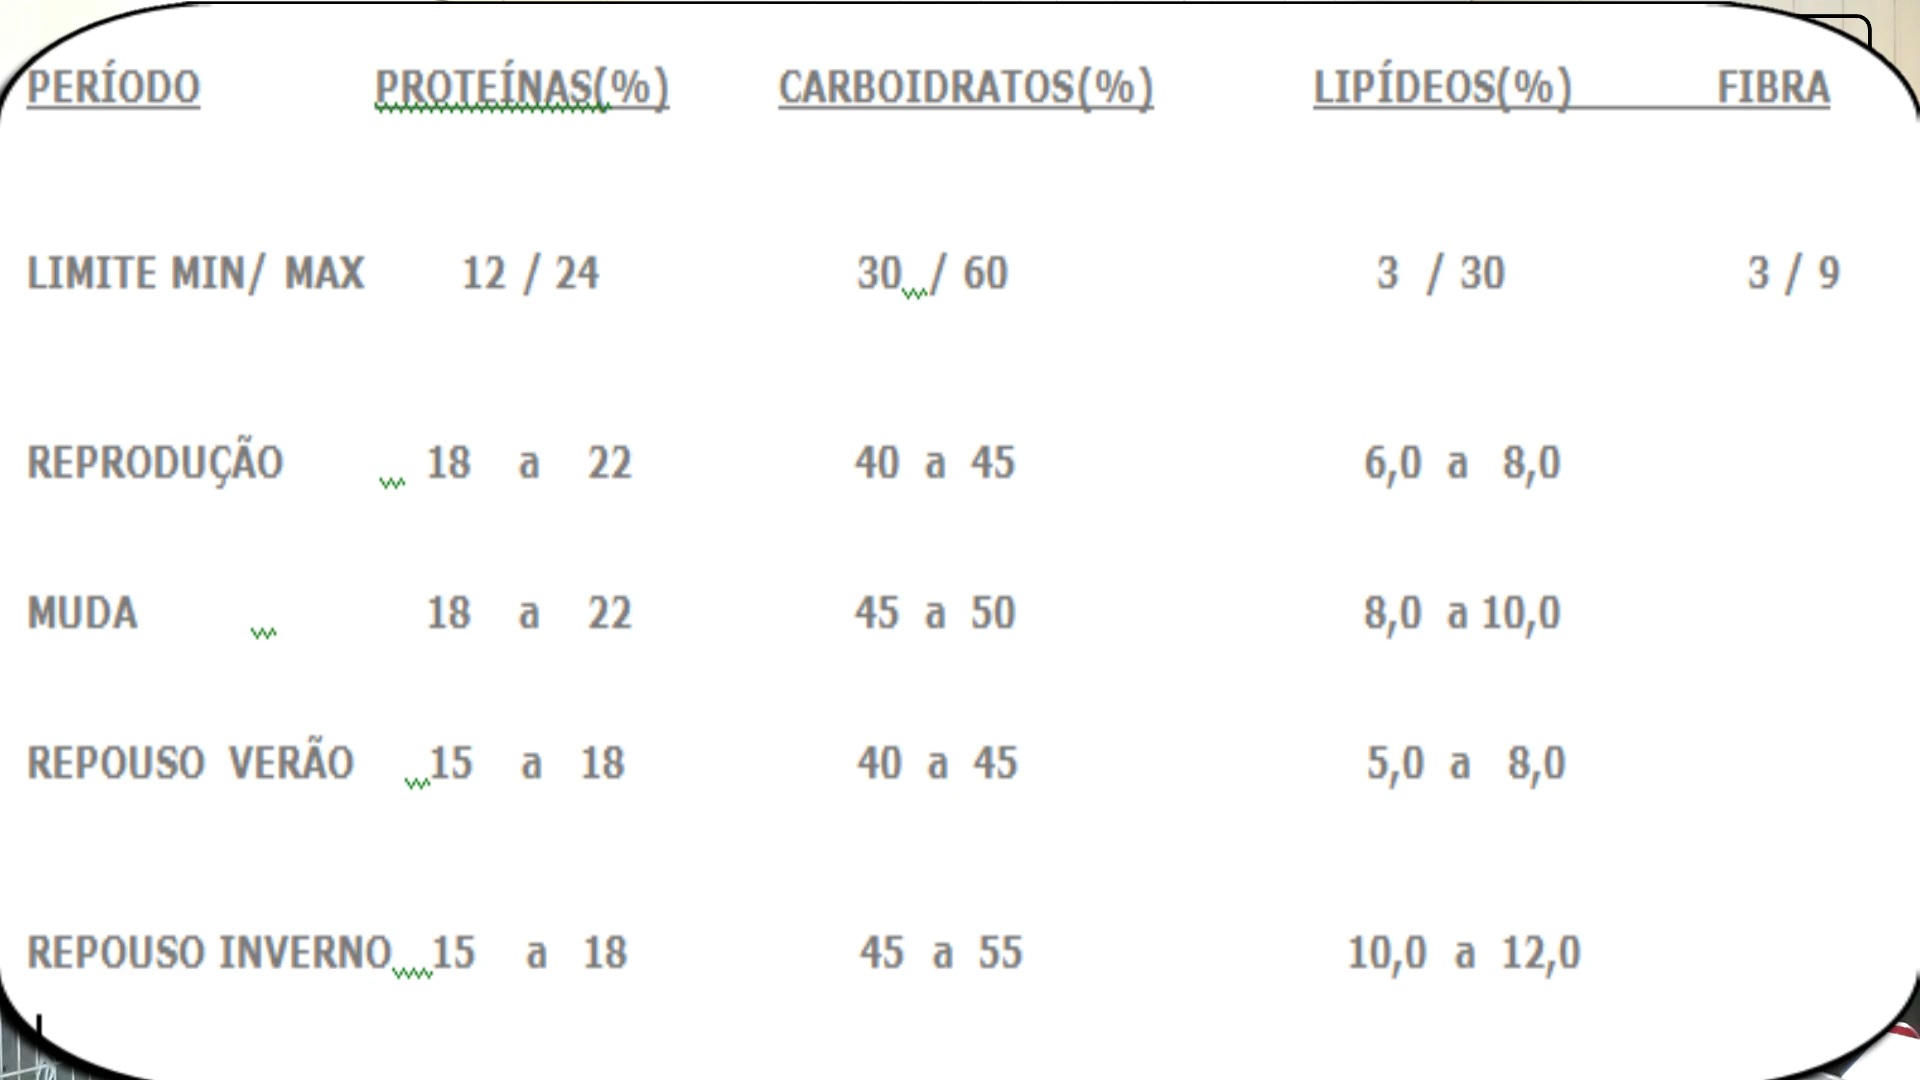 PERÍODO PROTEÍNAS(%) CARBOIDRATOS(%) LIPÍDEOS(%) FIBRA
LIMITE MIN/ MAX 12 / 24 30 / 60 3 / 30 3 / 9
REPRODUÇÃO 18 a 22 40 a 45 6,0 a 8,0
MUDA 18 a 22 45 a 50 8,0 a 10,0
REPOUSO VERÃO 15 a 18 40 a 45 5,0 a 8,0
REPOUSO INVERNO 15 a 18 45 a 55 10,0 a 12,0